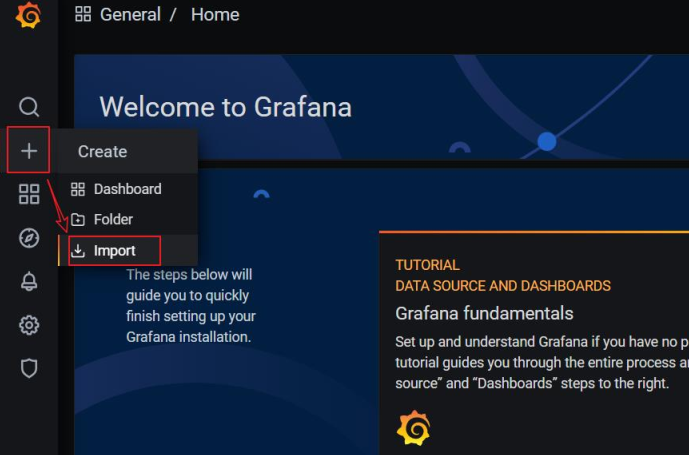 General / Home
Welcome to Grafana
Create
Dashboard
Folder
Import
The steps below will
guide you to quickly
finish setting up your
Grafana installation.
TUTORIAL
DATA SOURCE AND DASHBOARDS
Grafana fundamentals
Set up and understand Grafana if you have no p
tutorial guides you through the entire process a
source” and “Dashboards” steps to the right.